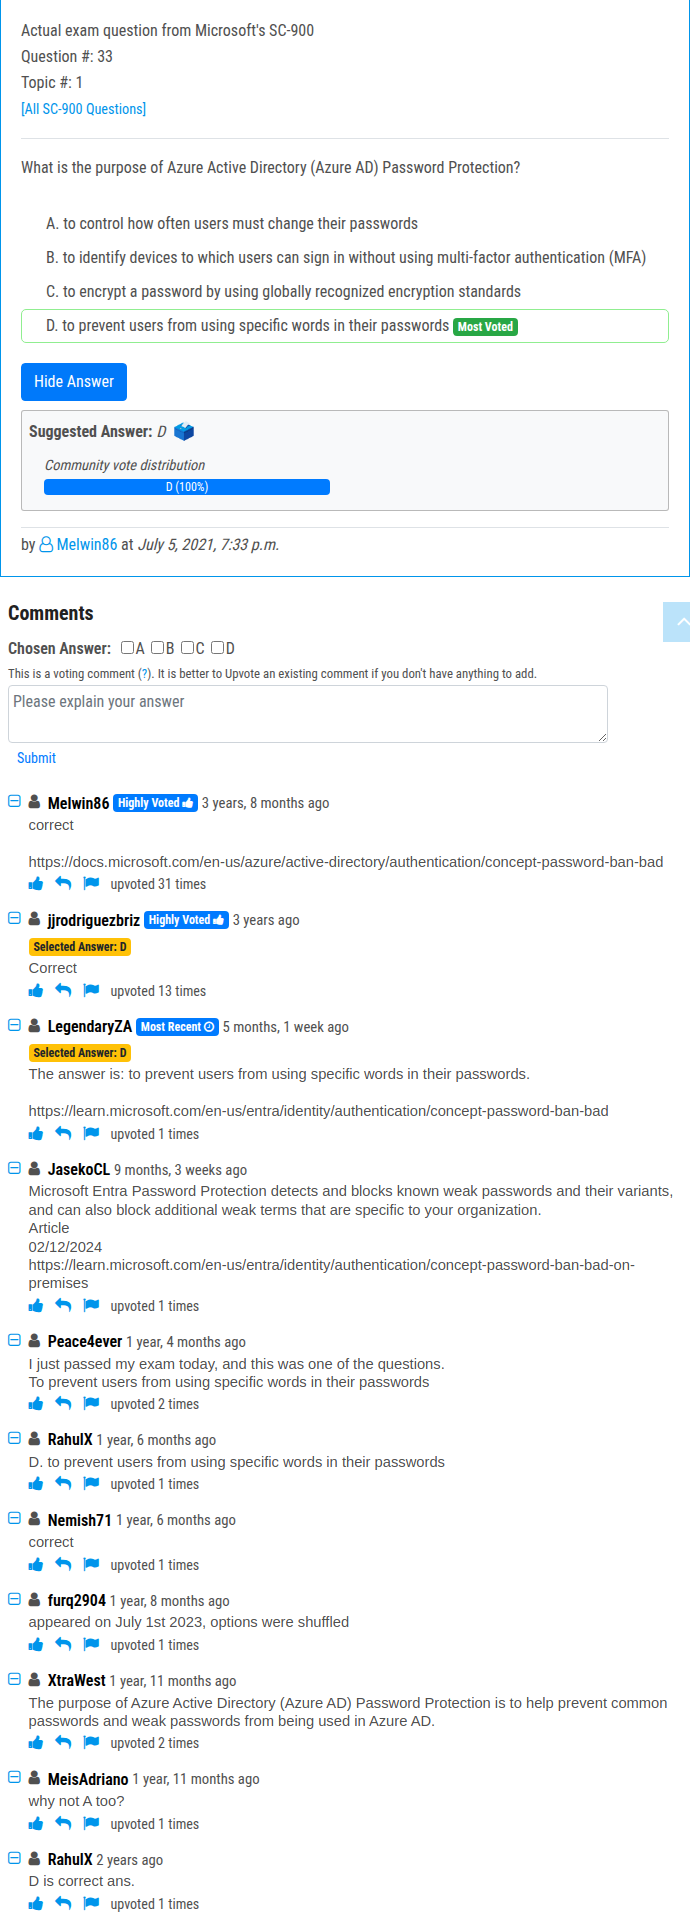 Actual exam question from Microsoft's SC-900
Question #: 33
Topic #: 1
[All SC-900 Questions]
What is the purpose of Azure Active Directory (Azure AD) Password Protection?
A. to control how often users must change their passwords
B. to identify devices to which users can sign in without using multi-factor authentication (MFA)
C. to encrypt a password by using globally recognized encryption standards
D. to prevent users from using specific words in their passwords Most Voted
Hide Answer
Suggested Answer: D
Community vote distribution
D (100%)
by Melwin86 at July 5, 2021, 7:33 p.m.
Comments
Chosen Answer: A B C D
This is a voting comment (?). It is better to Upvote an existing comment if you don't have anything to add.
Please explain your answer
Submit
Melwin86 Highly Voted 3 years, 8 months ago
correct
https://docs.microsoft.com/en-us/azure/active-directory/authentication/concept-password-ban-bad
upvoted 31 times
jjrodriguezbriz Highly Voted 3 years ago
Selected Answer: D
Correct
upvoted 13 times
LegendaryZA Most Recent 5 months, 1 week ago
Selected Answer: D
The answer is: to prevent users from using specific words in their passwords.
https://learn.microsoft.com/en-us/entra/identity/authentication/concept-password-ban-bad
upvoted 1 times
JasekoCL 9 months, 3 weeks ago
Microsoft Entra Password Protection detects and blocks known weak passwords and their variants,
and can also block additional weak terms that are specific to your organization.
Article
02/12/2024
https://learn.microsoft.com/en-us/entra/identity/authentication/concept-password-ban-bad-on-
premises
upvoted 1 times
Peace4ever 1 year, 4 months ago
I just passed my exam today, and this was one of the questions.
To prevent users from using specific words in their passwords
upvoted 2 times
RahulX 1 year, 6 months ago
D. to prevent users from using specific words in their passwords
upvoted 1 times
Nemish71 1 year, 6 months ago
correct
upvoted 1 times
furq2904 1 year, 8 months ago
appeared on July 1st 2023, options were shuffled
upvoted 1 times
XtraWest 1 year, 11 months ago
The purpose of Azure Active Directory (Azure AD) Password Protection is to help prevent common
passwords and weak passwords from being used in Azure AD.
upvoted 2 times
MeisAdriano 1 year, 11 months ago
why not A too?
upvoted 1 times
RahulX 2 years ago
D is correct ans.
upvoted 1 times